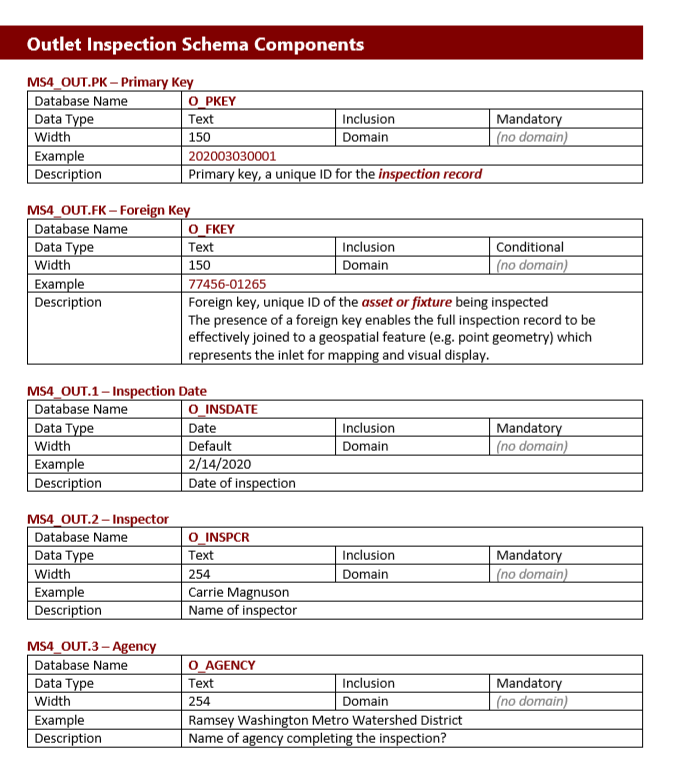 Outlet Inspection Schema Components
MS4_OUT.PK – Primary Key
Database Name O_PKEY
Data Type Text Inclusion Mandatory
Width 150 Domain (no domain)
Example 202003030001
Description Primary key, a unique ID for the inspection record
MS4_OUT.FK – Foreign Key
Database Name O_FKEY
Data Type Text Inclusion Conditional
Width 150 Domain (no domain)
Example 77456-01265
Description Foreign key, unique ID of the asset or fixture being inspected
The presence of a foreign key enables the full inspection record to be
effectively joined to a geospatial feature (e.g. point geometry) which
represents the inlet for mapping and visual display.
MS4_OUT.1 – Inspection Date
Database Name O_INSDATE
Data Type Date Inclusion Mandatory
Width Default Domain (no domain)
Example 2/14/2020
Description Date of inspection
MS4_OUT.2 – Inspector
Database Name O_INSPCR
Data Type Text Inclusion Mandatory
Width 254 Domain (no domain)
Example Carrie Magnuson
Description Name of inspector
MS4_OUT.3 – Agency
Database Name O_AGENCY
Data Type Text Inclusion Mandatory
Width 254 Domain (no domain)
Example Ramsey Washington Metro Watershed District
Description Name of agency completing the inspection?